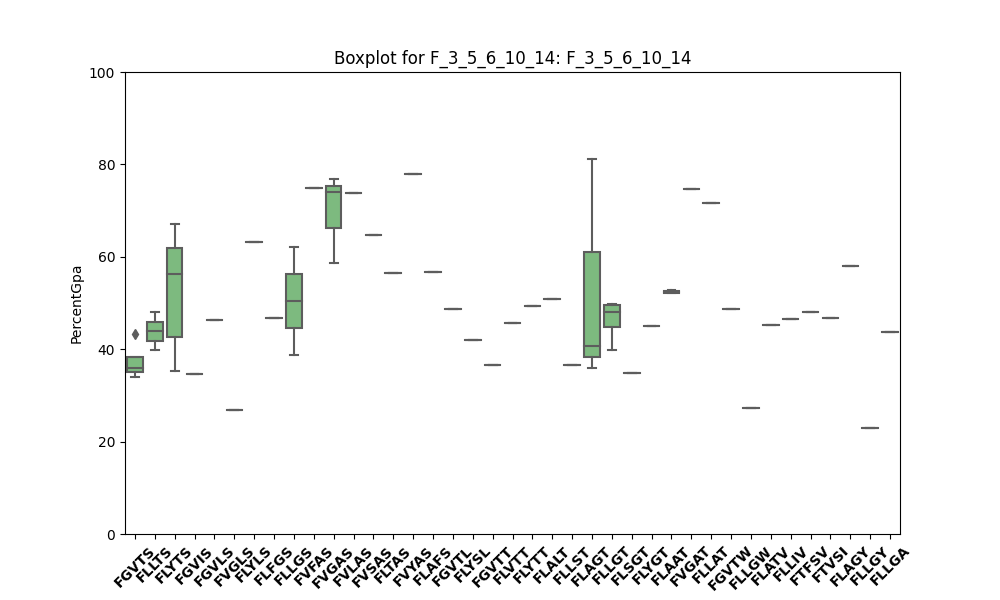 Boxplot for F_3_5_6_10_14: F_3_5_6_10_14
PercentGpa
100
80
60
40
20
0
FGVTS
FLLTS
FLYTS
FGVIS
FGVLS
FVGLS
FLYLS
FLFGS
FLLGS
FVFAS
FVGAS
FVLAS
FVSAS
FLTAS
FVYAS
FLAFS
FGVTL
FLYSL
FGVTT
FLVTT
FLYTT
FLALT
FLLST
FLAGT
FLLGT
FLSGT
FLYGT
FLAAT
FVGAT
FLLAT
FGVTW
FLLGW
FLATV
FLLIV
FTFSV
FTVSI
FLAGY
FLLGY
FLLGA